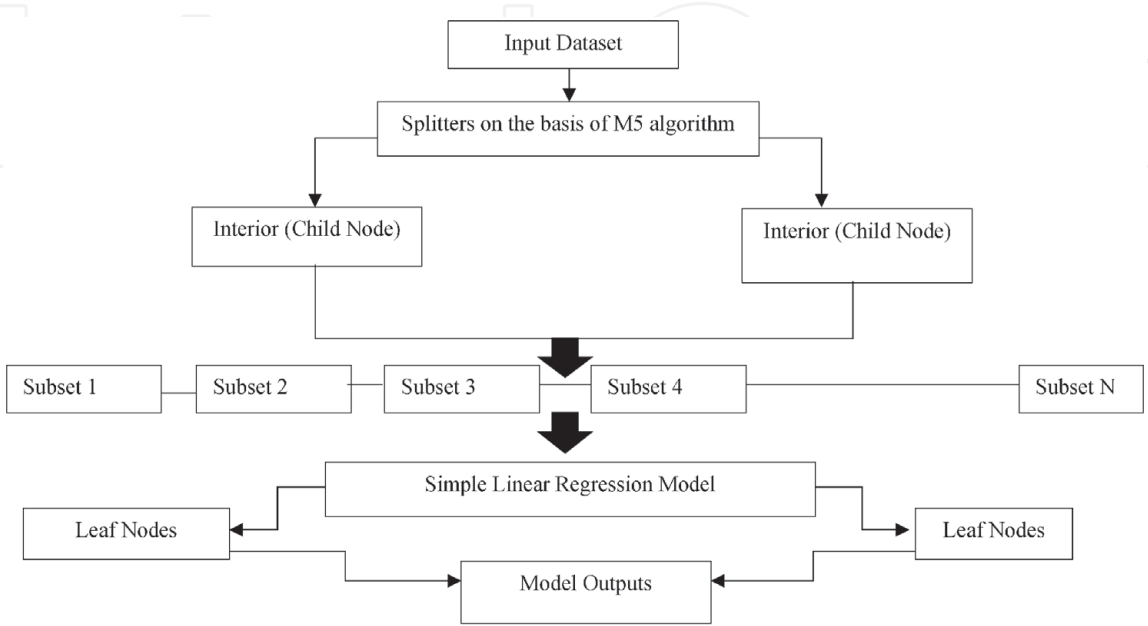 Input Dataset
Splitters on the basis of M5 algorithm
Interior (Child Node)
Interior (Child Node)
Subset 1
Subset 2
Subset 3
Subset 4
Subset N
Simple Linear Regression Model
Leaf Nodes
Leaf Nodes
Model Outputs